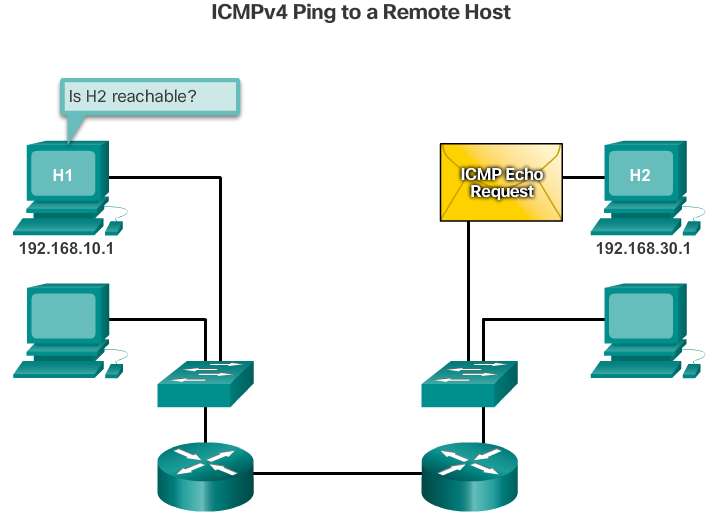 ICMPv4 Ping to a Remote Host
Is H2 reachable?
H1
ICMP Echo
Request
H2
192.168.10.1
192.168.30.1